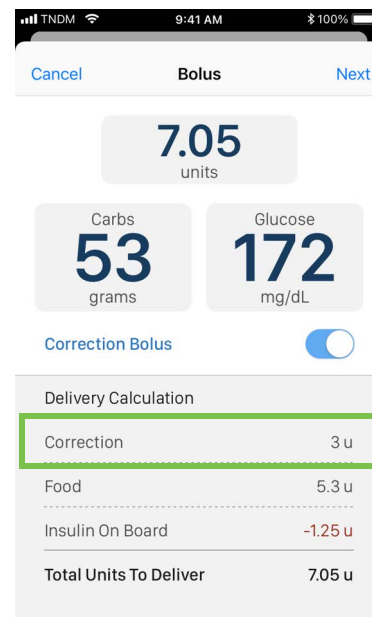 TNDM 9:41 AM 100%
Cancel Bolus Next
7.05
units
Carbs Glucose
53 172
grams mg/dL
Correction Bolus
Delivery Calculation
Correction 3 u
Food 5.3 u
Insulin On Board -1.25 u
Total Units To Deliver 7.05 u